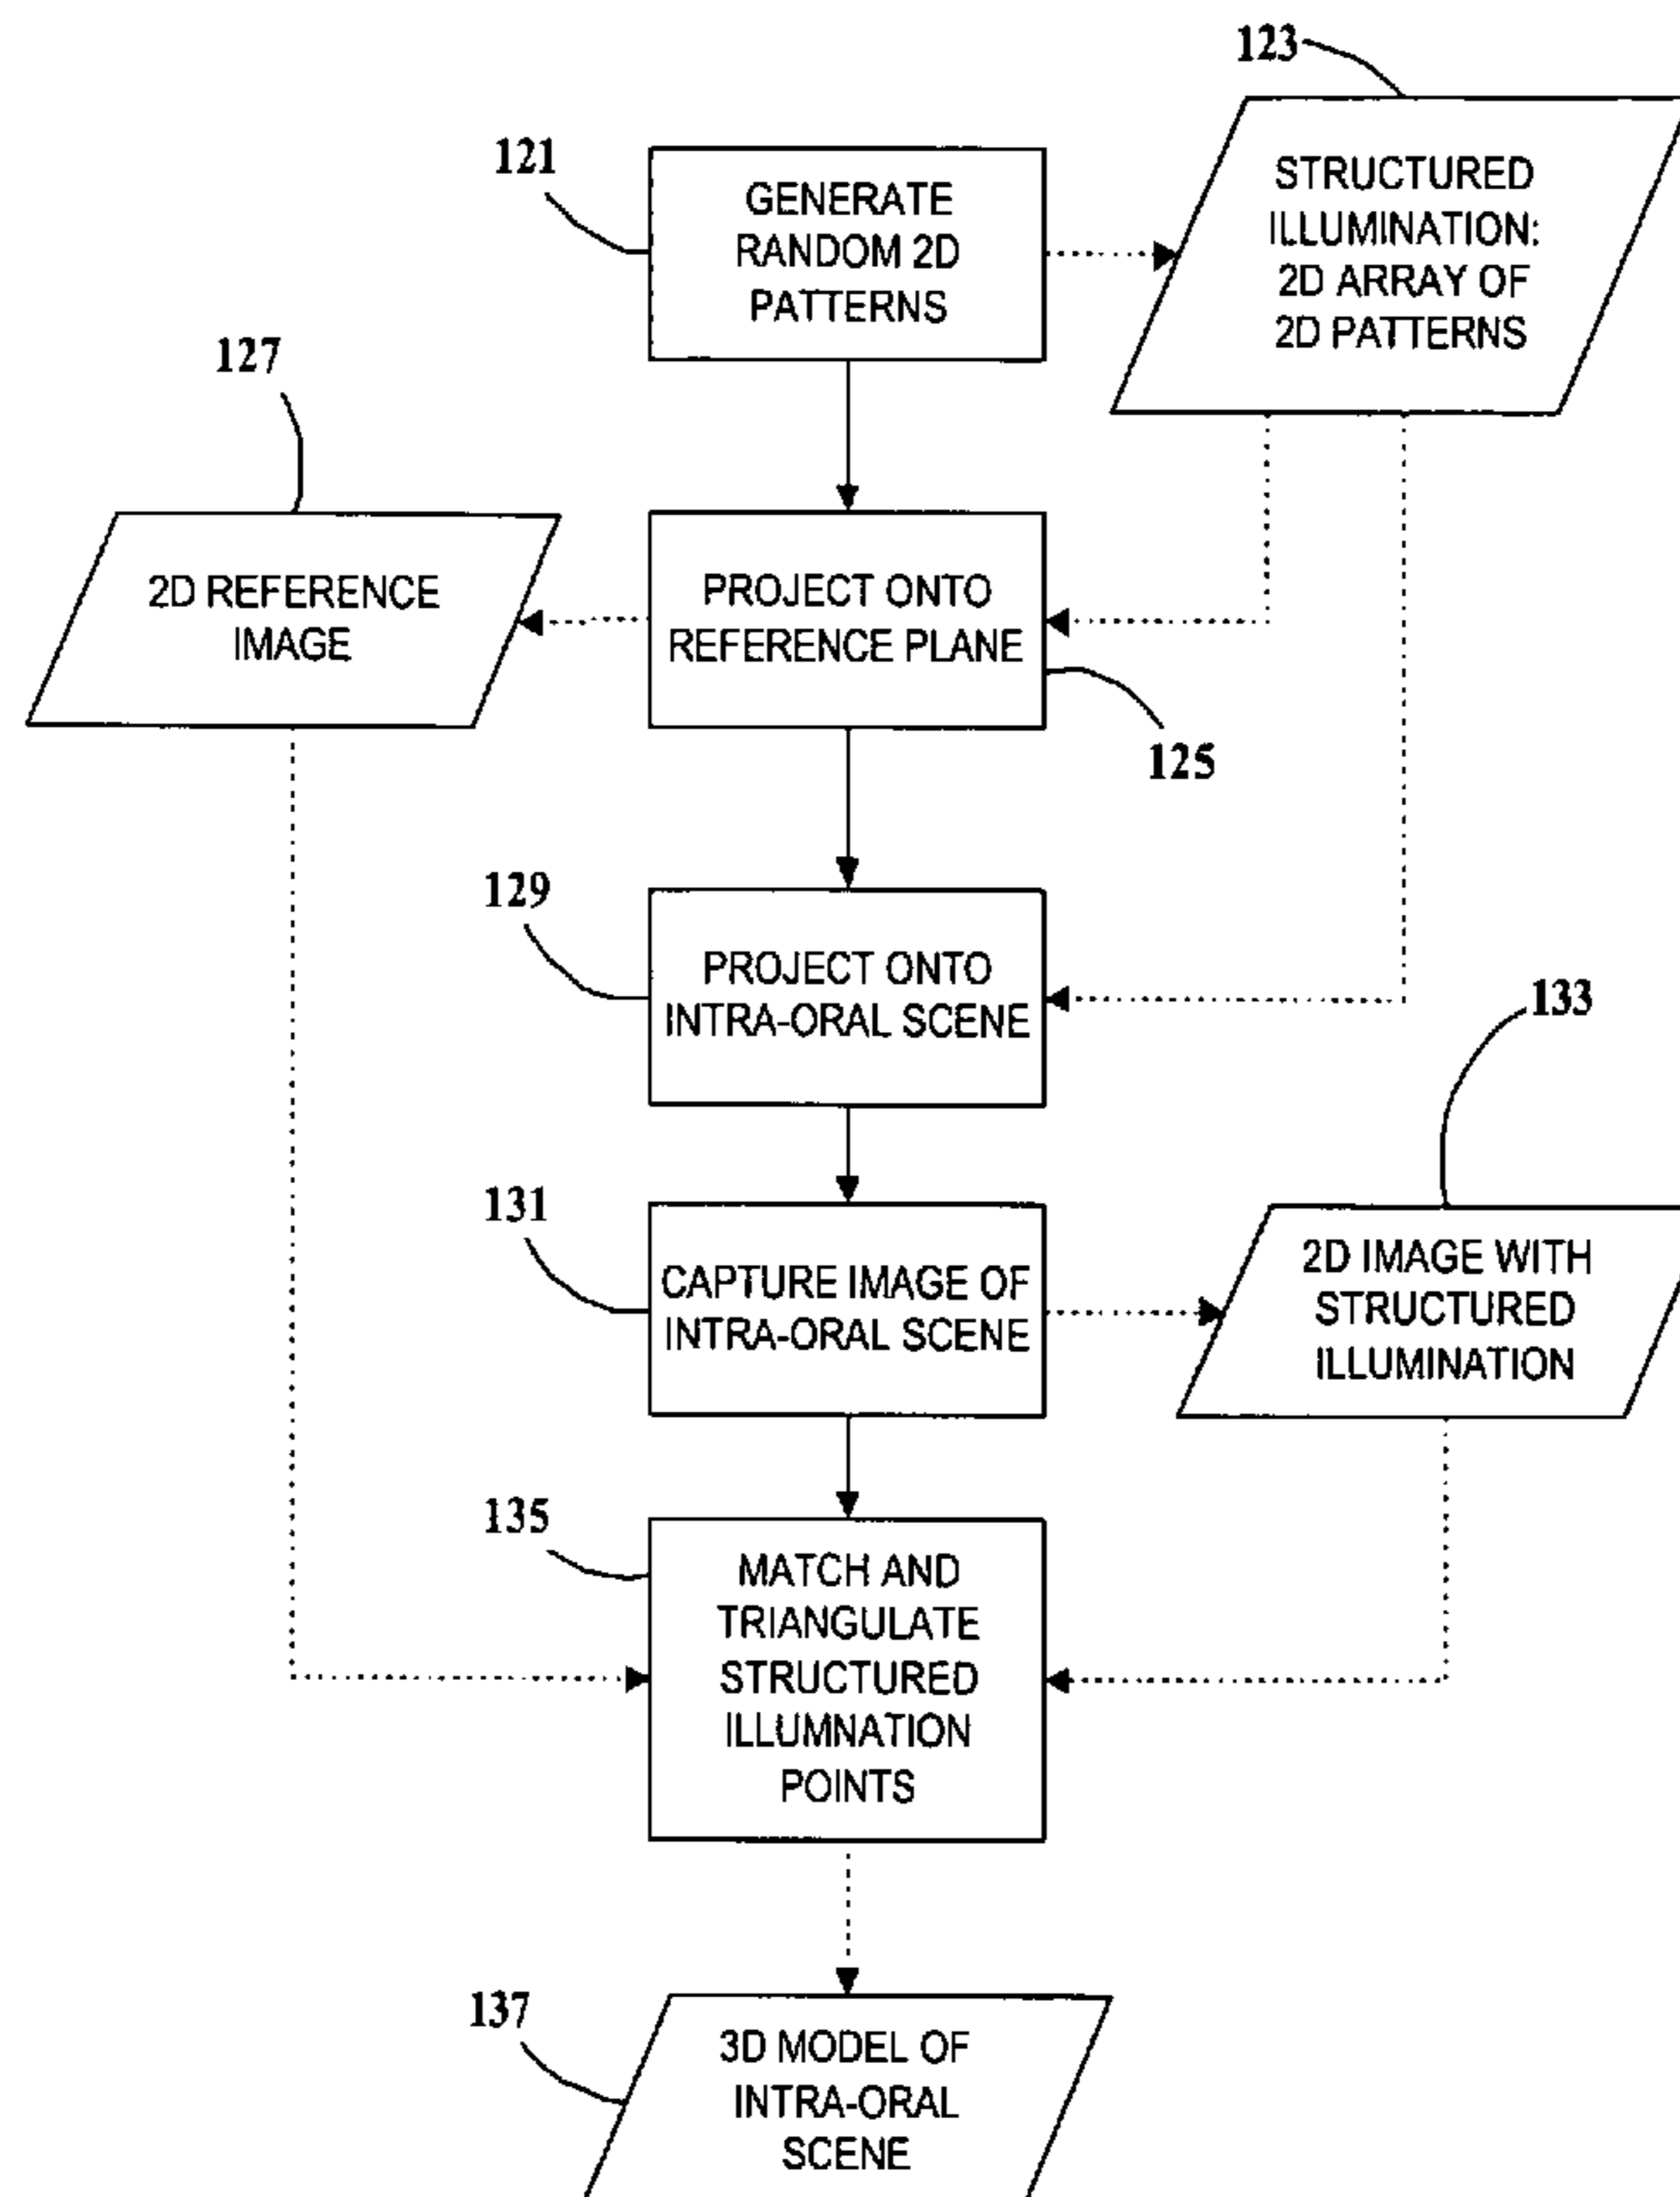 123
121
GENERATE
RANDOM 2D
PATTERNS
STRUCTURED
ILLUMINATION:
2D ARRAY OF
2D PATTERNS
127
2D REFERENCE
IMAGE
PROJECT ONTO
REFERENCE PLANE
125
129
PROJECT ONTO
INTRA-ORAL SCENE
133
131
CAPTURE IMAGE OF
INTRA-ORAL SCENE
2D IMAGE WITH
STRUCTURED
ILLUMINATION
135
MATCH AND
TRIANGULATE
STRUCTURED
ILLUMNATION
POINTS
137
3D MODEL OF
INTRA-ORAL
SCENE